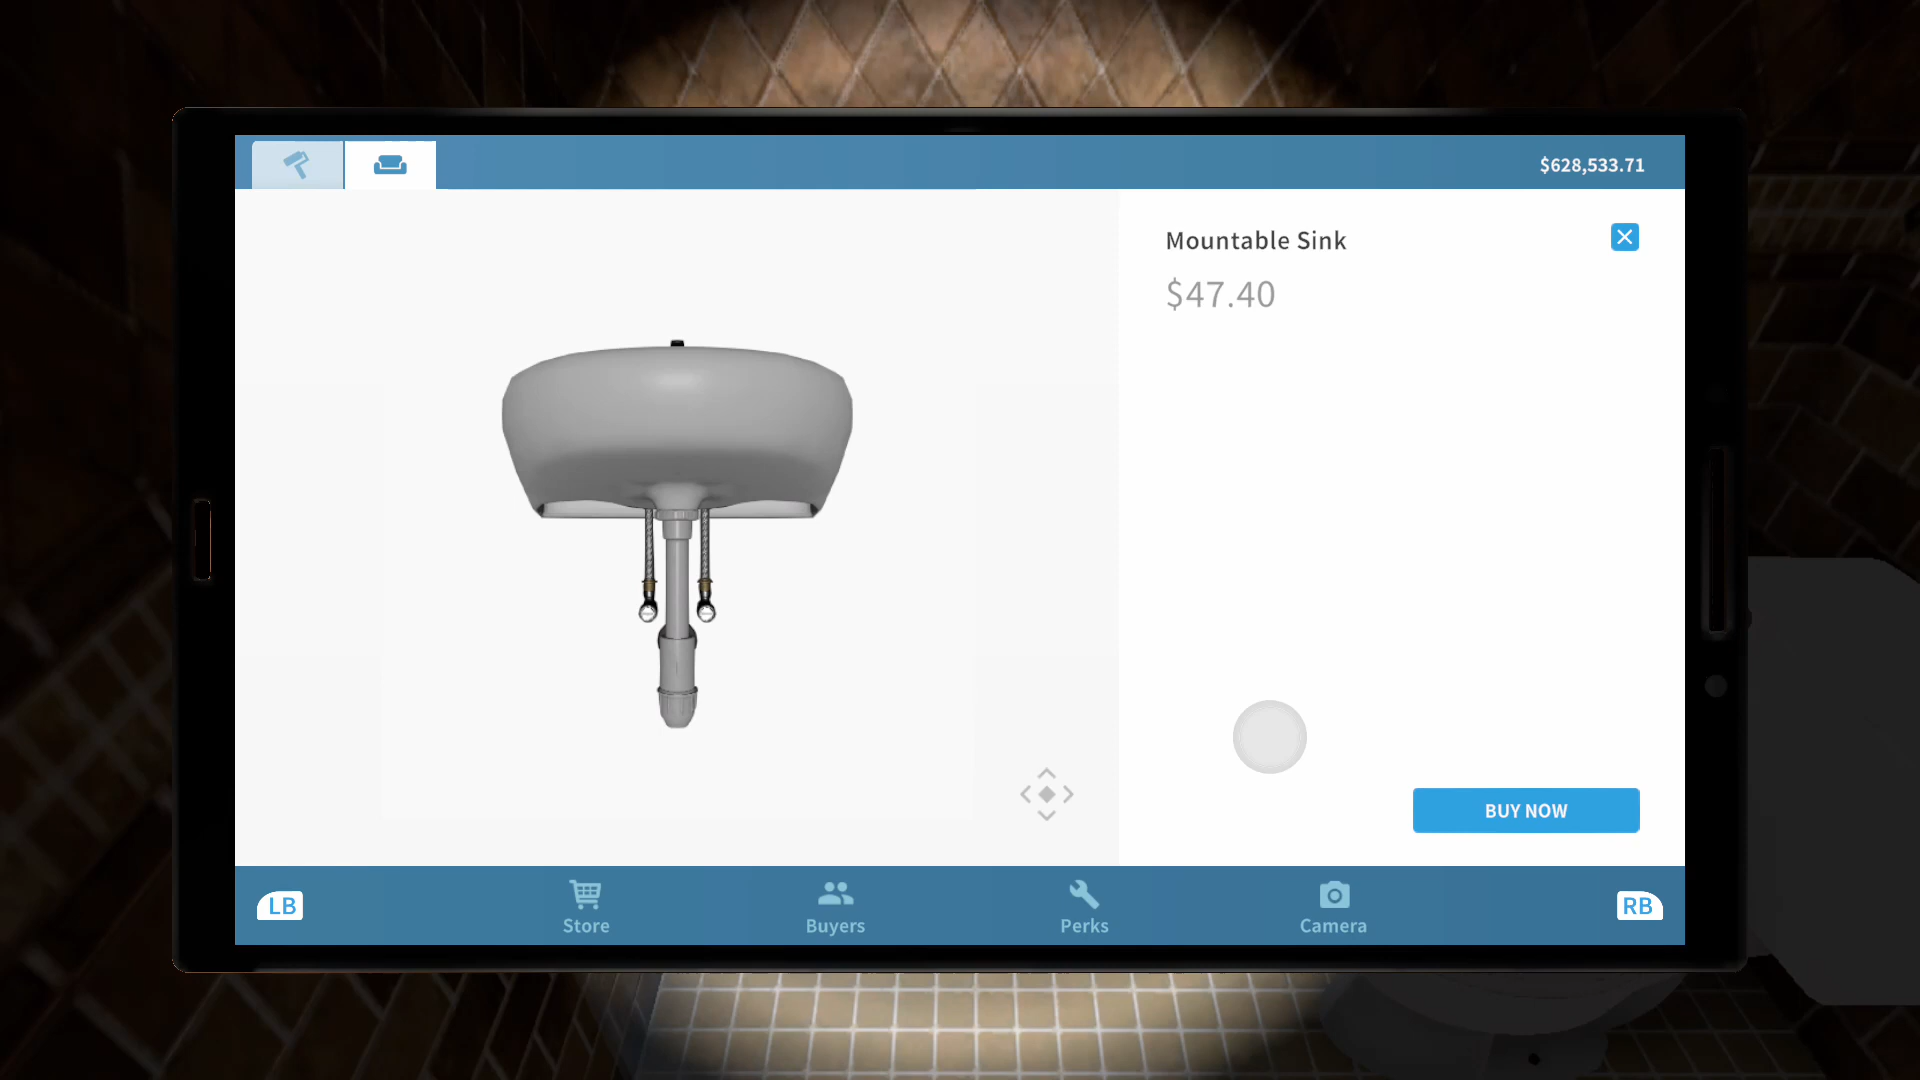 $628,533.71
Mountable Sink
$47.40
BUY NOW
LB
Store
Buyers
Perks
Camera
RB